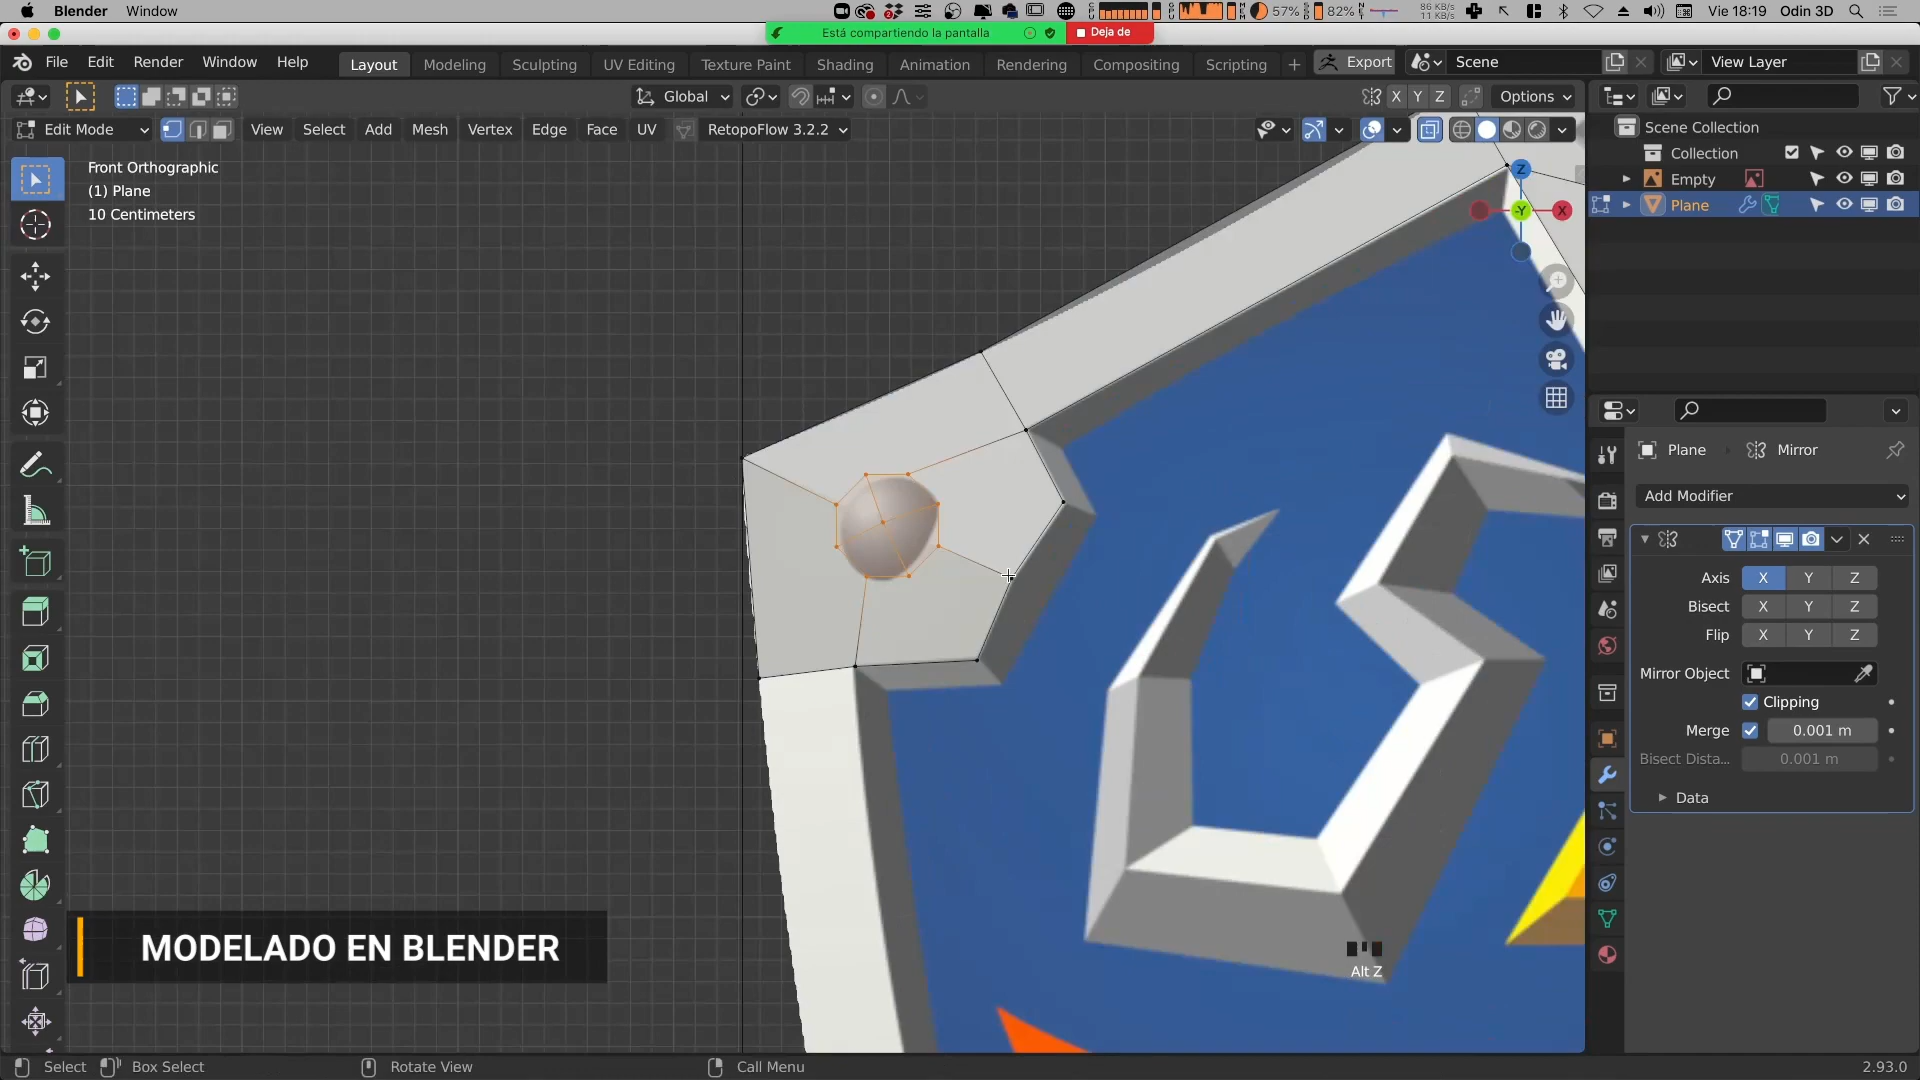 Blender Window
57% 82% 86 KB/s 11 KB/s Vie 18:19 Odin 3D
Está compartiendo la pantalla Deja de
File Edit Render Window Help Layout Modeling Sculpting UV Editing Texture Paint Shading Animation Rendering Compositing Scripting + Export Scene View Layer
Global X Y Z Options
Edit Mode View Select Add Mesh Vertex Edge Face UV RetopoFlow 3.2.2
Front Orthographic
(1) Plane
10 Centimeters
Z
-Y X
Scene Collection
Collection
Empty
Plane
Plane Mirror
Add Modifier
Axis X Y Z
Bisect X Y Z
Flip X Y Z
Mirror Object
Clipping
Merge 0.001 m
Bisect Dista... 0.001 m
Data
MODELADO EN BLENDER
Alt Z
Select Box Select Rotate View Call Menu 2.93.0